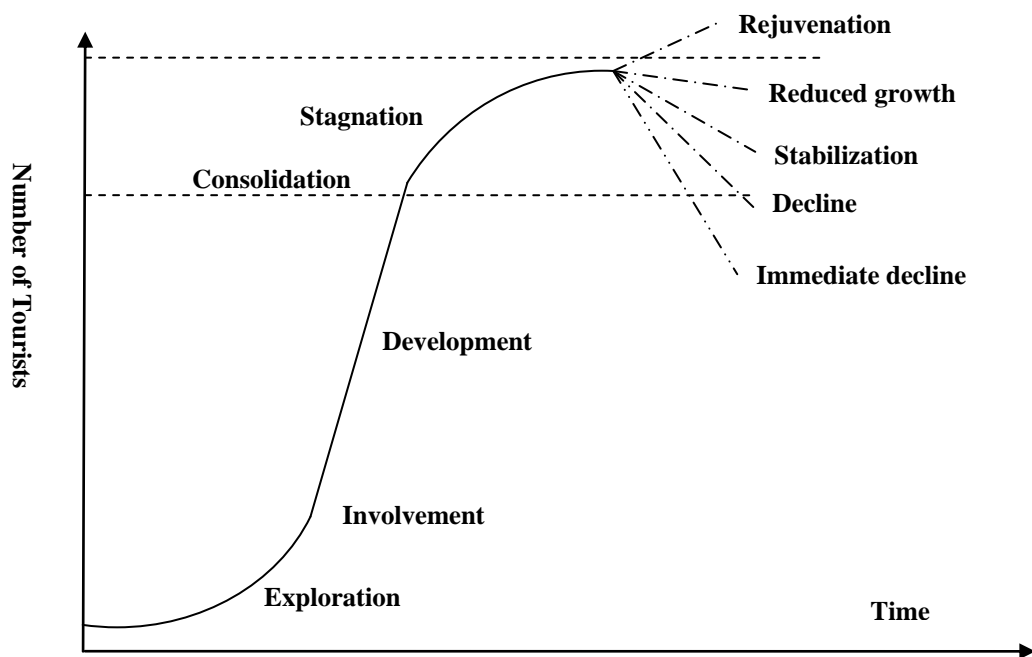 Rejuvenation
Reduced growth
Stagnation
Stabilization
Consolidation
Decline
Immediate decline
Number of Tourists
Development
Involvement
Exploration
Time